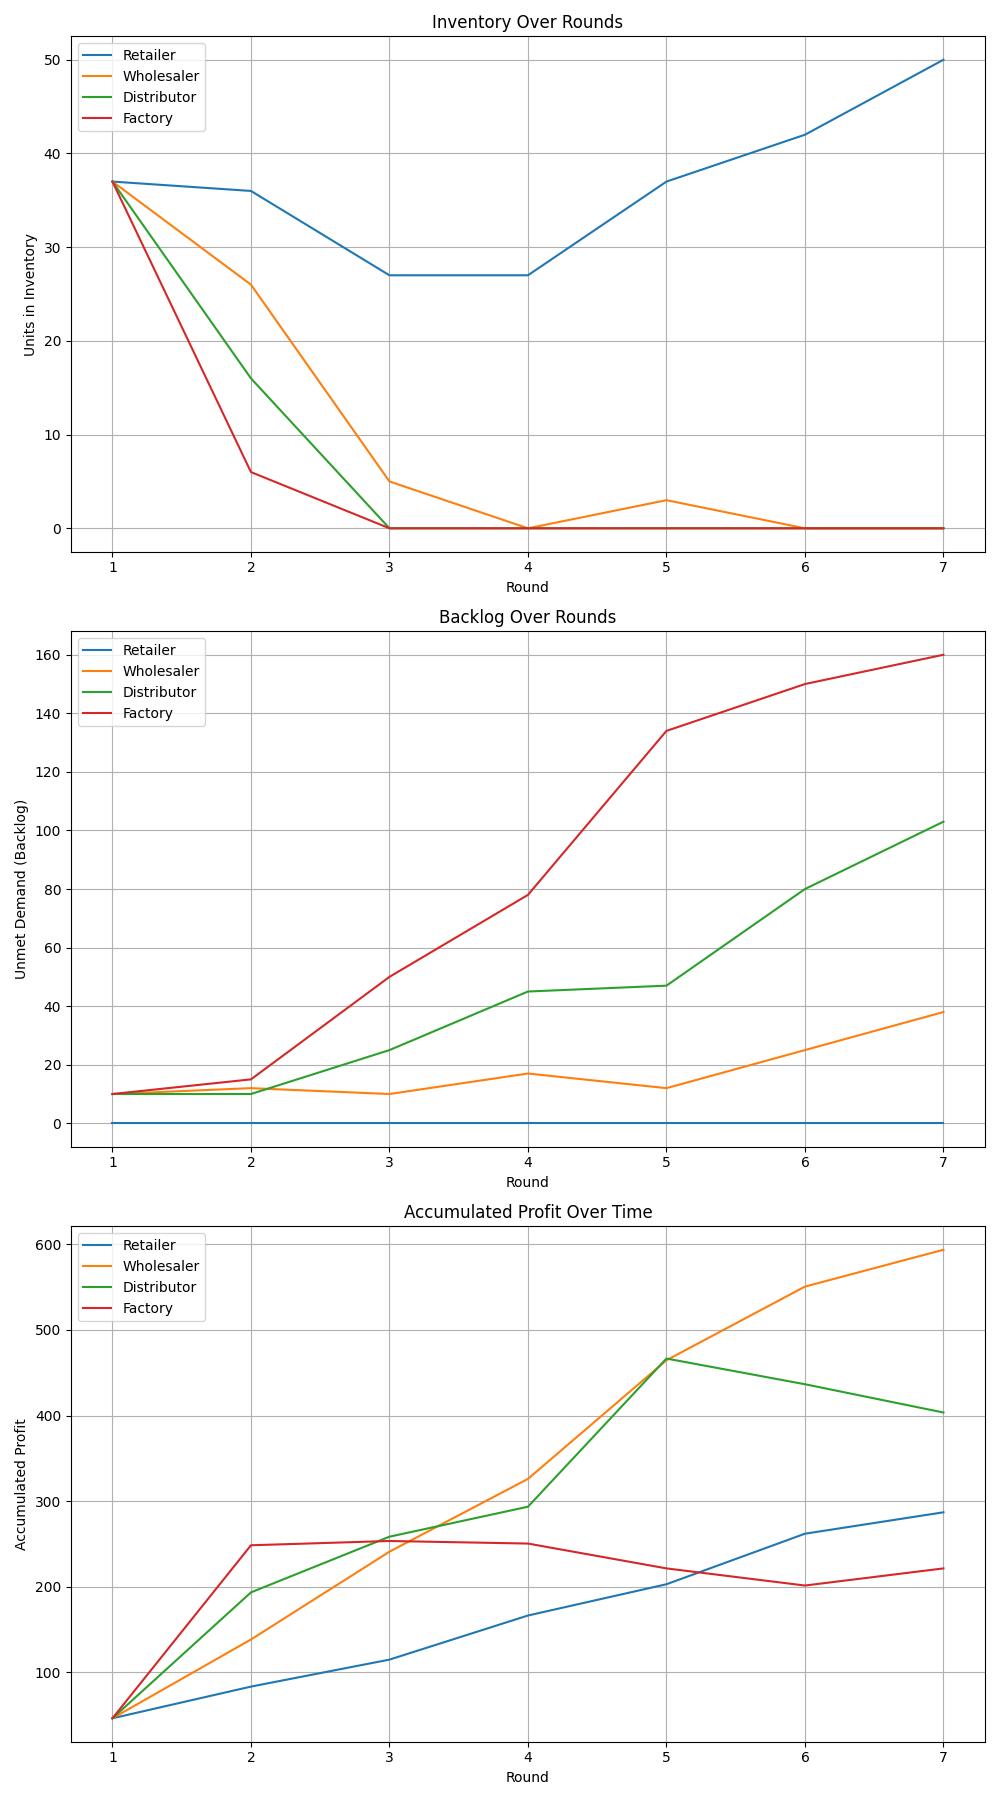 Inventory Over Rounds
Retailer
Wholesaler
Distributor
Factory
50
40
30
20
10
0
Units in Inventory
1 2 3 4 5 6 7
Round
Backlog Over Rounds
Retailer
Wholesaler
Distributor
Factory
160
140
120
100
80
60
40
20
0
Unmet Demand (Backlog)
1 2 3 4 5 6 7
Round
Accumulated Profit Over Time
Retailer
Wholesaler
Distributor
Factory
600
500
400
300
200
100
Accumulated Profit
1 2 3 4 5 6 7
Round